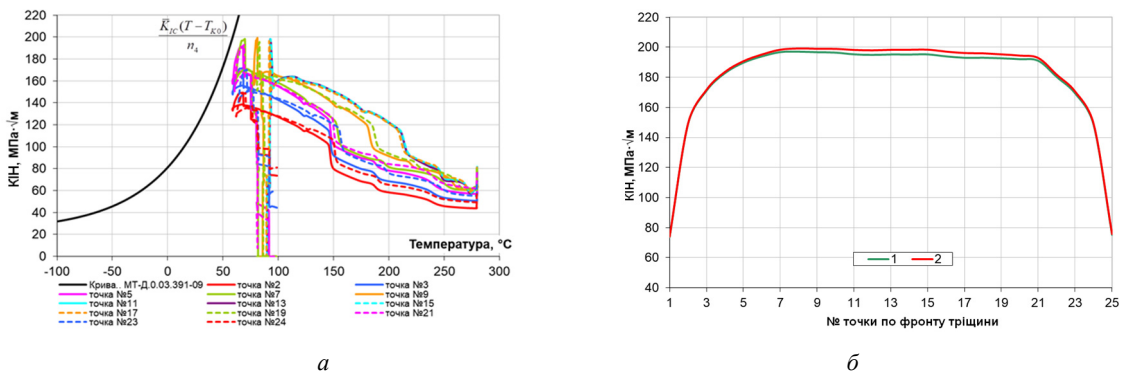 220
200
180
160
140
120
100
80
60
40
20
0
КІН, МПа·√м
K̄_IC(T − T_K0)
n₄
Температура, °C
-100
-50
0
50
100
150
200
250
300
Крива.. МТ-Д.0.03.391-09
точка №2
точка №3
точка №5
точка №7
точка №9
точка №11
точка №13
точка №15
точка №17
точка №19
точка №21
точка №23
точка №24
а
220
200
180
160
140
120
100
80
60
40
КІН, МПа·√м
1 2
1
3
5
7
9
11
13
15
17
19
21
23
25
№ точки по фронту тріщини
б